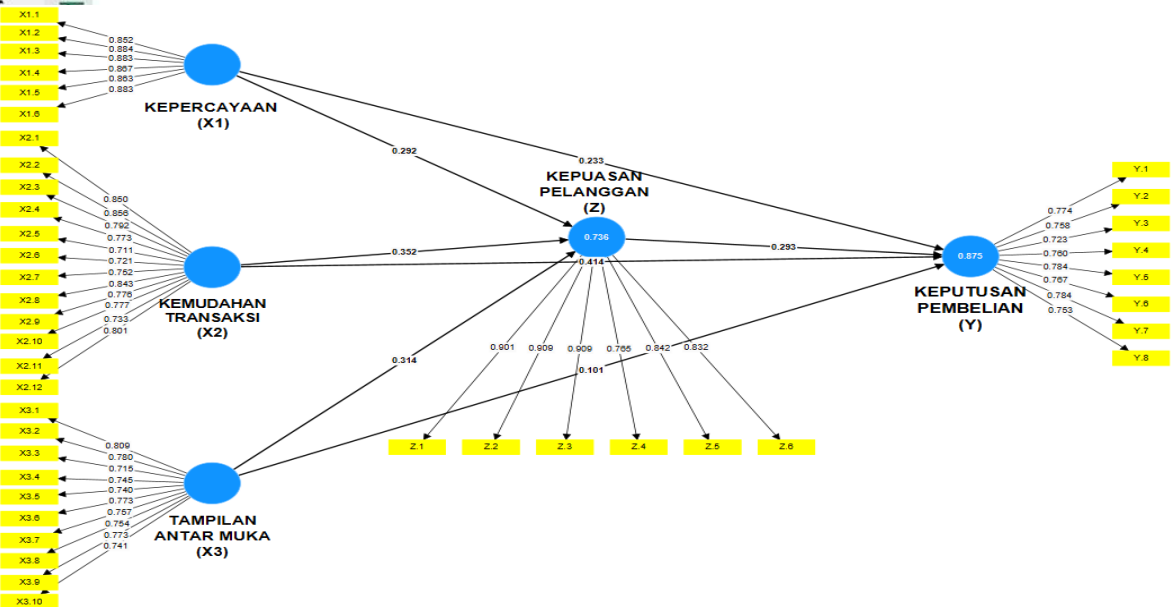 X1.1
X1.2
X1.3
X1.4
X1.5
X1.6
0.852
0.884
0.883
0.867
0.863
0.883
KEPERCAYAAN
(X1)
X2.1
X2.2
X2.3
X2.4
X2.5
X2.6
X2.7
X2.8
X2.9
X2.10
X2.11
X2.12
0.850
0.856
0.792
0.773
0.711
0.721
0.762
0.843
0.776
0.777
0.733
0.801
KEMUDAHAN
TRANSAKSI
(X2)
X3.1
X3.2
X3.3
X3.4
X3.5
X3.6
X3.7
X3.8
X3.9
X3.10
0.809
0.780
0.715
0.745
0.740
0.773
0.757
0.754
0.773
0.741
TAMPILAN
ANTAR MUKA
(X3)
0.292
0.233
0.352
0.414
0.314
0.101
0.293
KEPUASAN
PELANGGAN
(Z)
0.736
0.901
0.909
0.909
0.765
0.842
0.832
Z.1
Z.2
Z.3
Z.4
Z.5
Z.6
0.875
KEPUTUSAN
PEMBELIAN
(Y)
0.774
0.758
0.723
0.760
0.784
0.767
0.784
0.753
Y.1
Y.2
Y.3
Y.4
Y.5
Y.6
Y.7
Y.8